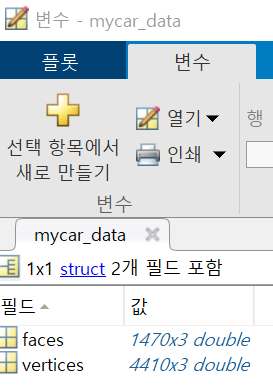 변수 - mycar_data
플롯 변수
선택 항목에서
새로 만들기
열기
인쇄
행
변수
mycar_data
1x1 struct 2개 필드 포함
필드 값
faces 1470x3 double
vertices 4410x3 double